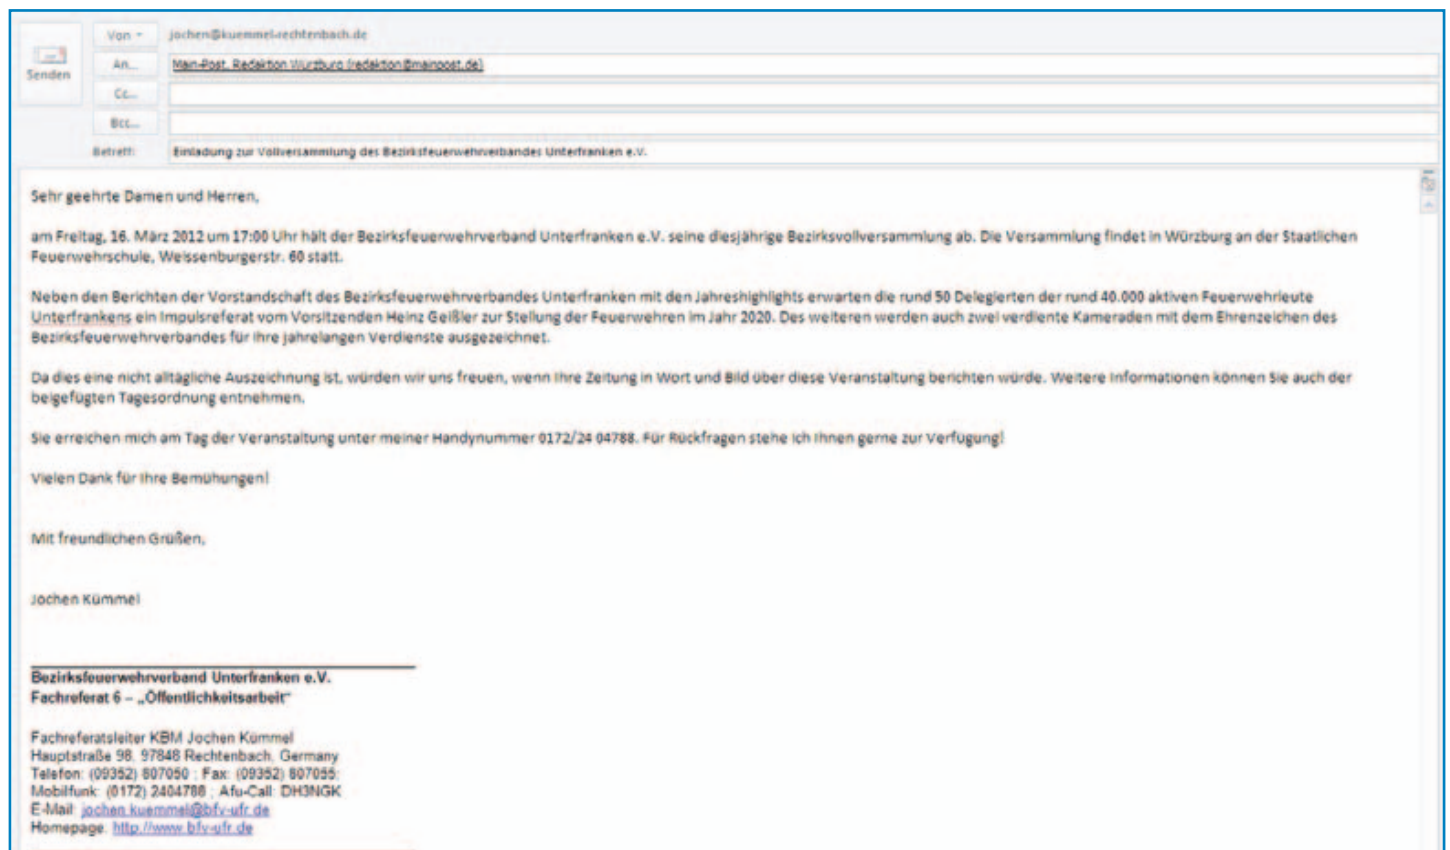 Senden
Von
jochen@kuemmel-rechtenbach.de
An...
Main-Post, Redaktion Würzburg (redaktion@mainpost.de)
Cc...
Bcc...
Betreff:
Einladung zur Vollversammlung des Bezirksfeuerwehrverbandes Unterfranken e.V.
Sehr geehrte Damen und Herren,
am Freitag, 16. März 2012 um 17:00 Uhr hält der Bezirksfeuerwehrverband Unterfranken e.V. seine diesjährige Bezirksvollversammlung ab. Die Versammlung findet in Würzburg an der Staatlichen
Feuerwehrschule, Weissenburgerstr. 60 statt.
Neben den Berichten der Vorstandschaft des Bezirksfeuerwehrverbandes Unterfranken mit den Jahreshighlights erwarten die rund 50 Delegierten der rund 40.000 aktiven Feuerwehrleute
Unterfrankens ein Impulsreferat vom Vorsitzenden Heinz Geißler zur Stellung der Feuerwehren im Jahr 2020. Des weiteren werden auch zwei verdiente Kameraden mit dem Ehrenzeichen des
Bezirksfeuerwehrverbandes für ihre jahrelangen Verdienste ausgezeichnet.
Da dies eine nicht alltägliche Auszeichnung ist, würden wir uns freuen, wenn Ihre Zeitung in Wort und Bild über diese Veranstaltung berichten würde. Weitere Informationen können Sie auch der
beigefügten Tagesordnung entnehmen.
Sie erreichen mich am Tag der Veranstaltung unter meiner Handynummer 0172/24 04788. Für Rückfragen stehe ich Ihnen gerne zur Verfügung!
Vielen Dank für Ihre Bemühungen!
Mit freundlichen Grüßen,
Jochen Kümmel
Bezirksfeuerwehrverband Unterfranken e.V.
Fachreferat 6 – „Öffentlichkeitsarbeit"
Fachreferatsleiter KBM Jochen Kümmel
Hauptstraße 98, 97848 Rechtenbach, Germany
Telefon: (09352) 807050 ; Fax: (09352) 807055;
Mobilfunk: (0172) 2404788 ; Afu-Call: DH3NGK
E-Mail: jochen.kuemmel@bfv-ufr.de
Homepage: http://www.bfv-ufr.de